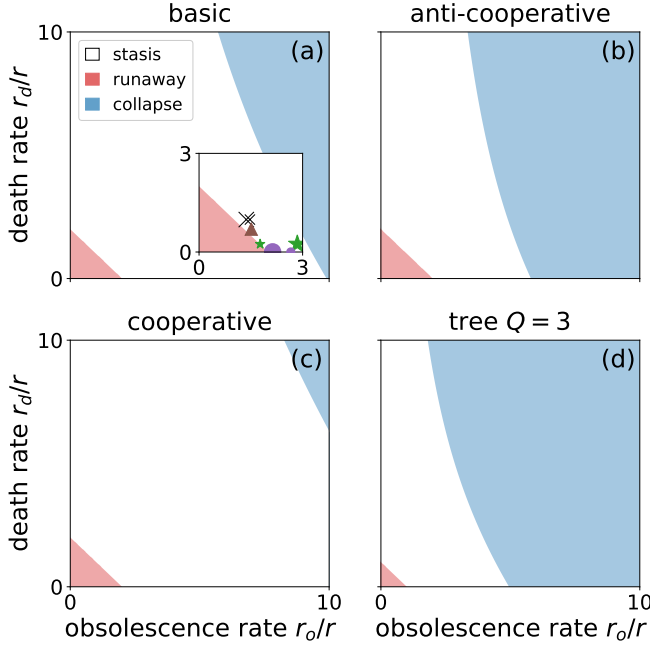 basic
anti-cooperative
10
death rate r_d/r
0
stasis
runaway
collapse
(a)
3
0
0
3
(b)
cooperative
tree Q = 3
10
death rate r_d/r
0
(c)
(d)
0
10
0
10
obsolescence rate r_o/r
obsolescence rate r_o/r